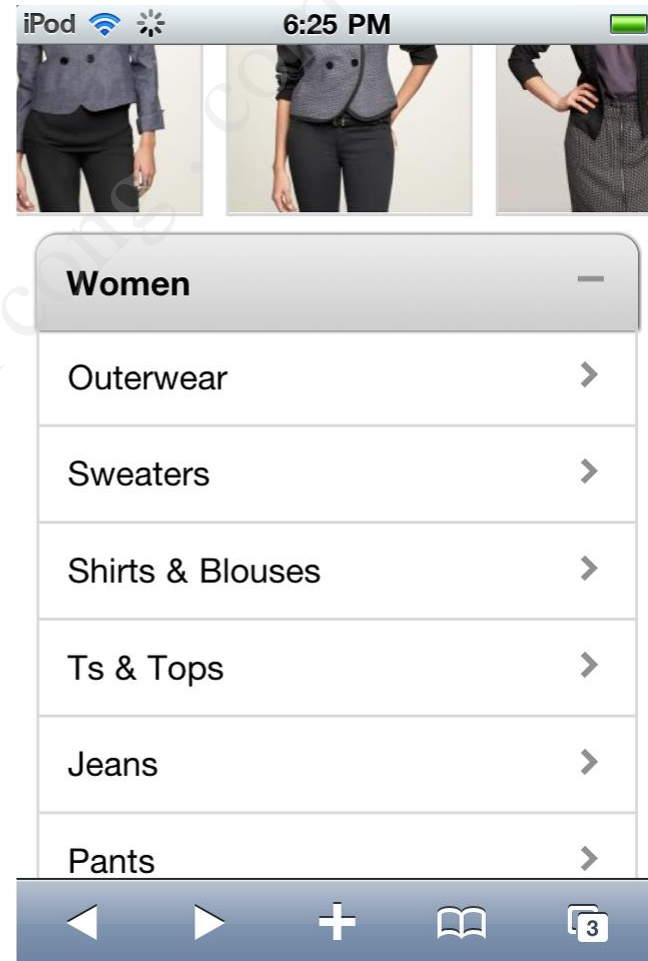 iPod 6:25 PM
Women
Outerwear
Sweaters
Shirts & Blouses
Ts & Tops
Jeans
Pants
3